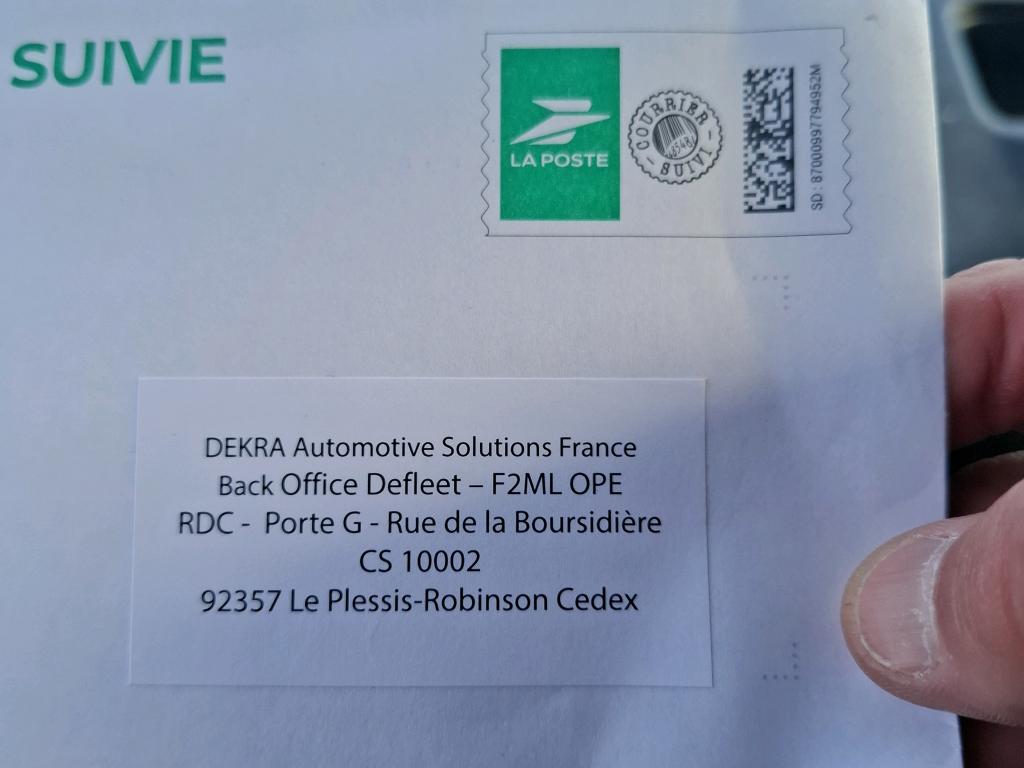 SUIVIE
LA POSTE
COURRIER
SUIVI
SD : 87000997794952M
DEKRA Automotive Solutions France
Back Office Defleet – F2ML OPE
RDC - Porte G - Rue de la Boursidière
CS 10002
92357 Le Plessis-Robinson Cedex